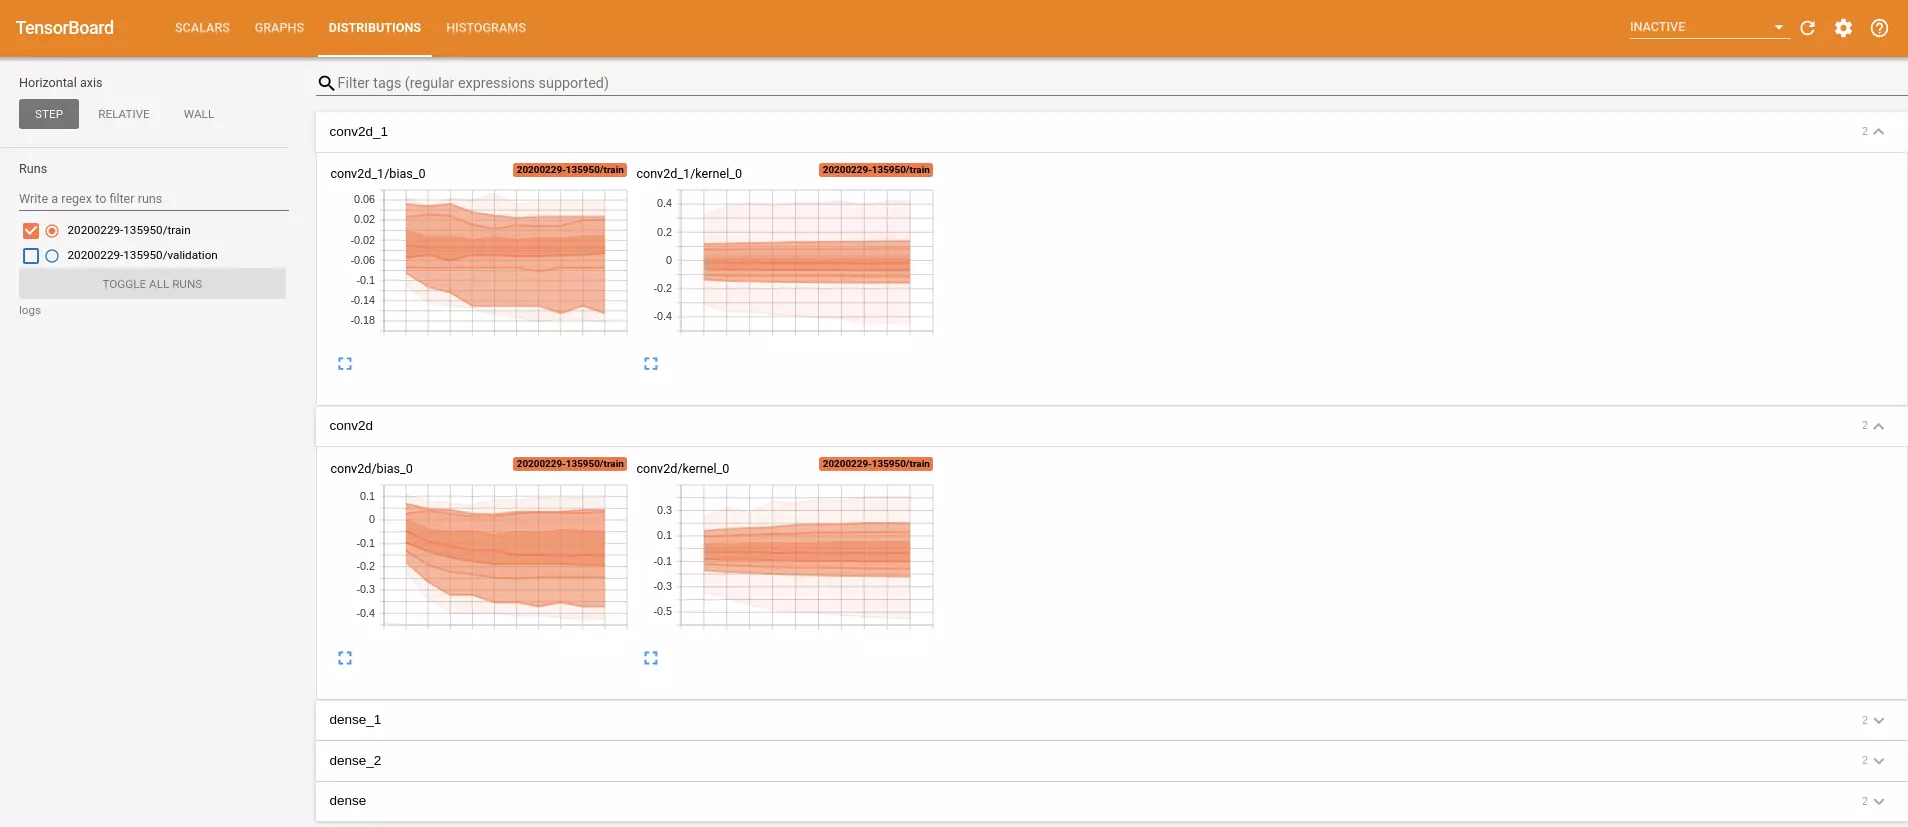 TensorBoard
SCALARS GRAPHS DISTRIBUTIONS HISTOGRAMS
INACTIVE
Horizontal axis
STEP RELATIVE WALL
Runs
Write a regex to filter runs
20200229-135950/train
20200229-135950/validation
TOGGLE ALL RUNS
logs
Filter tags (regular expressions supported)
conv2d_1 2
conv2d_1/bias_0 20200229-135950/train
0.06
0.02
-0.02
-0.06
-0.1
-0.14
-0.18
conv2d_1/kernel_0 20200229-135950/train
0.4
0.2
0
-0.2
-0.4
conv2d 2
conv2d/bias_0 20200229-135950/train
0.1
0
-0.1
-0.2
-0.3
-0.4
conv2d/kernel_0 20200229-135950/train
0.3
0.1
-0.1
-0.3
-0.5
dense_1 2
dense_2 2
dense 2